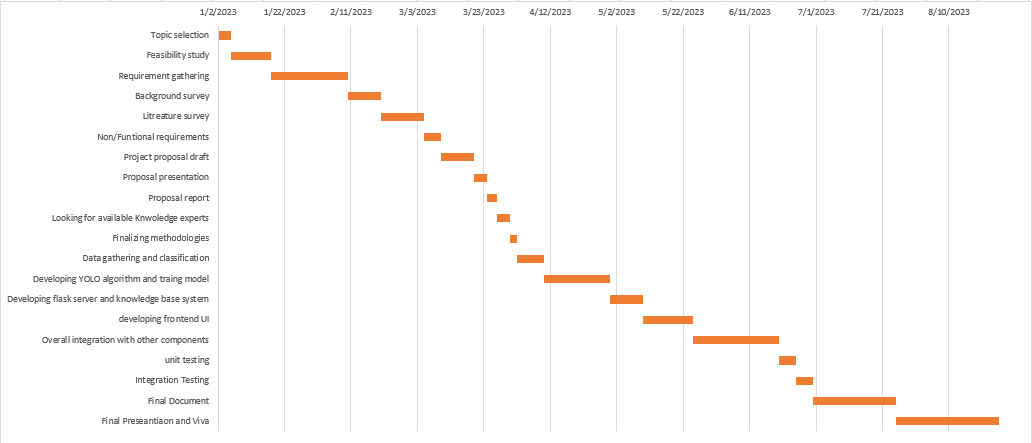 1/2/2023 1/22/2023 2/11/2023 3/3/2023 3/23/2023 4/12/2023 5/2/2023 5/22/2023 6/11/2023 7/1/2023 7/21/2023 8/10/2023
Topic selection
Feasibility study
Requirement gathering
Background survey
Litreature survey
Non/Funtional requirements
Project proposal draft
Proposal presentation
Proposal report
Looking for available Knwoledge experts
Finalizing methodologies
Data gathering and classification
Developing YOLO algorithm and traing model
Developing flask server and knowledge base system
developing frontend UI
Overall integration with other components
unit testing
Integration Testing
Final Document
Final Preseantiaon and Viva